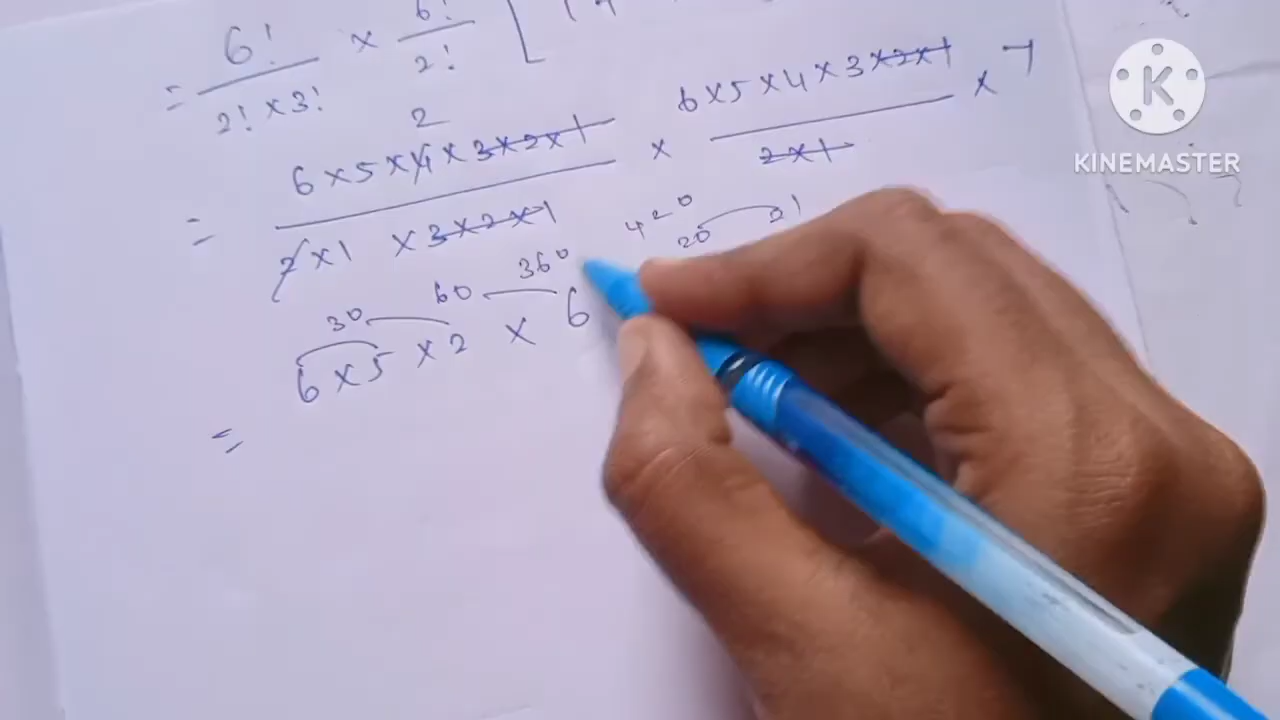 = 6! / 2! × 3! × 6! / 2! [
= 6 × 5 × 4 × 3 × 2 × 1 / 2 × 1 × 3 × 2 × 1 × 6 × 5 × 4 × 3 × 2 × 1 / 2 × 1 × 7
2
420
20 21
30 60 360
6 × 5 × 2 × 6
=
KINEMASTER